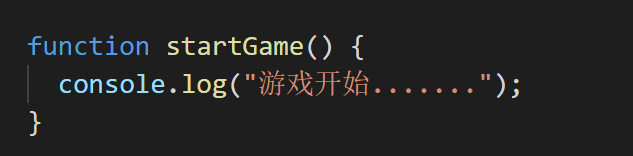 function startGame() {
  console.log("游戏开始.......");
}